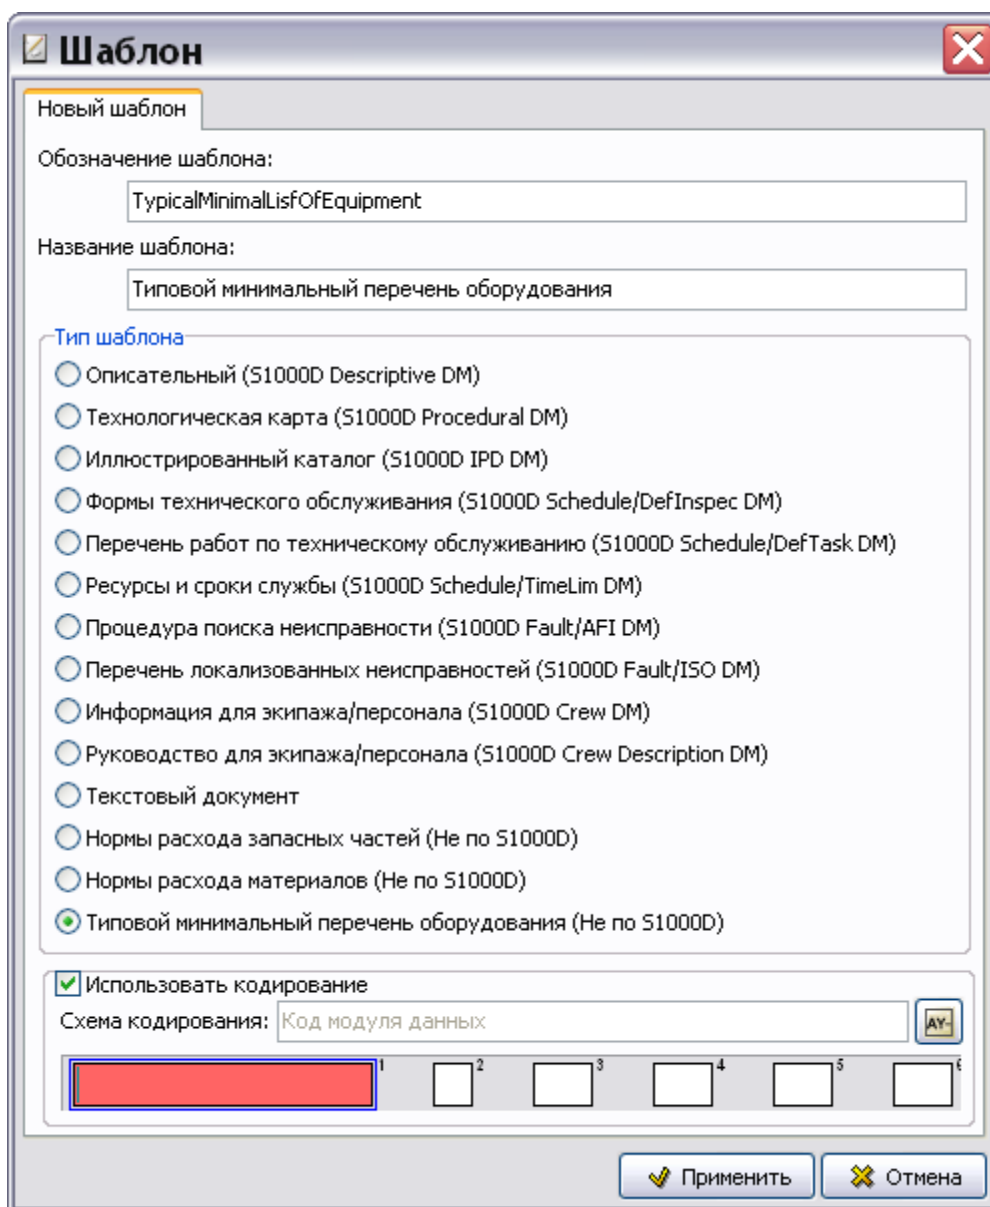 Шаблон
Новый шаблон
Обозначение шаблона:
TypicalMinimalLisfOfEquipment
Название шаблона:
Типовой минимальный перечень оборудования
Тип шаблона
Описательный (S1000D Descriptive DM)
Технологическая карта (S1000D Procedural DM)
Иллюстрированный каталог (S1000D IPD DM)
Формы технического обслуживания (S1000D Schedule/DefInspec DM)
Перечень работ по техническому обслуживанию (S1000D Schedule/DefTask DM)
Ресурсы и сроки службы (S1000D Schedule/TimeLim DM)
Процедура поиска неисправности (S1000D Fault/AFI DM)
Перечень локализованных неисправностей (S1000D Fault/ISO DM)
Информация для экипажа/персонала (S1000D Crew DM)
Руководство для экипажа/персонала (S1000D Crew Description DM)
Текстовый документ
Нормы расхода запасных частей (Не по S1000D)
Нормы расхода материалов (Не по S1000D)
Типовой минимальный перечень оборудования (Не по S1000D)
Использовать кодирование
Схема кодирования: Код модуля данных AY-
1 2 3 4 5 6
Применить Отмена